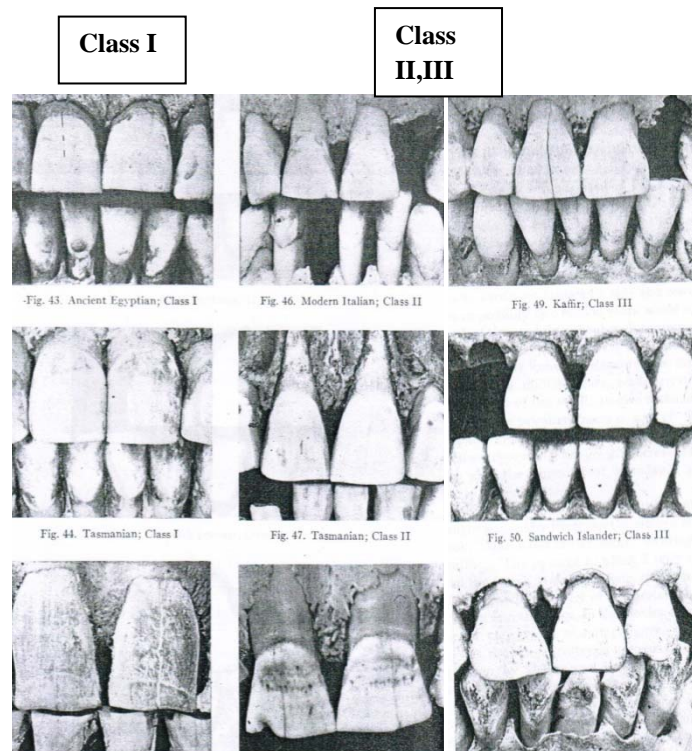 Class I
Class
II,III
-Fig. 43. Ancient Egyptian; Class I
Fig. 46. Modern Italian; Class II
Fig. 49. Kaffir; Class III
Fig. 44. Tasmanian; Class I
Fig. 47. Tasmanian; Class II
Fig. 50. Sandwich Islander; Class III